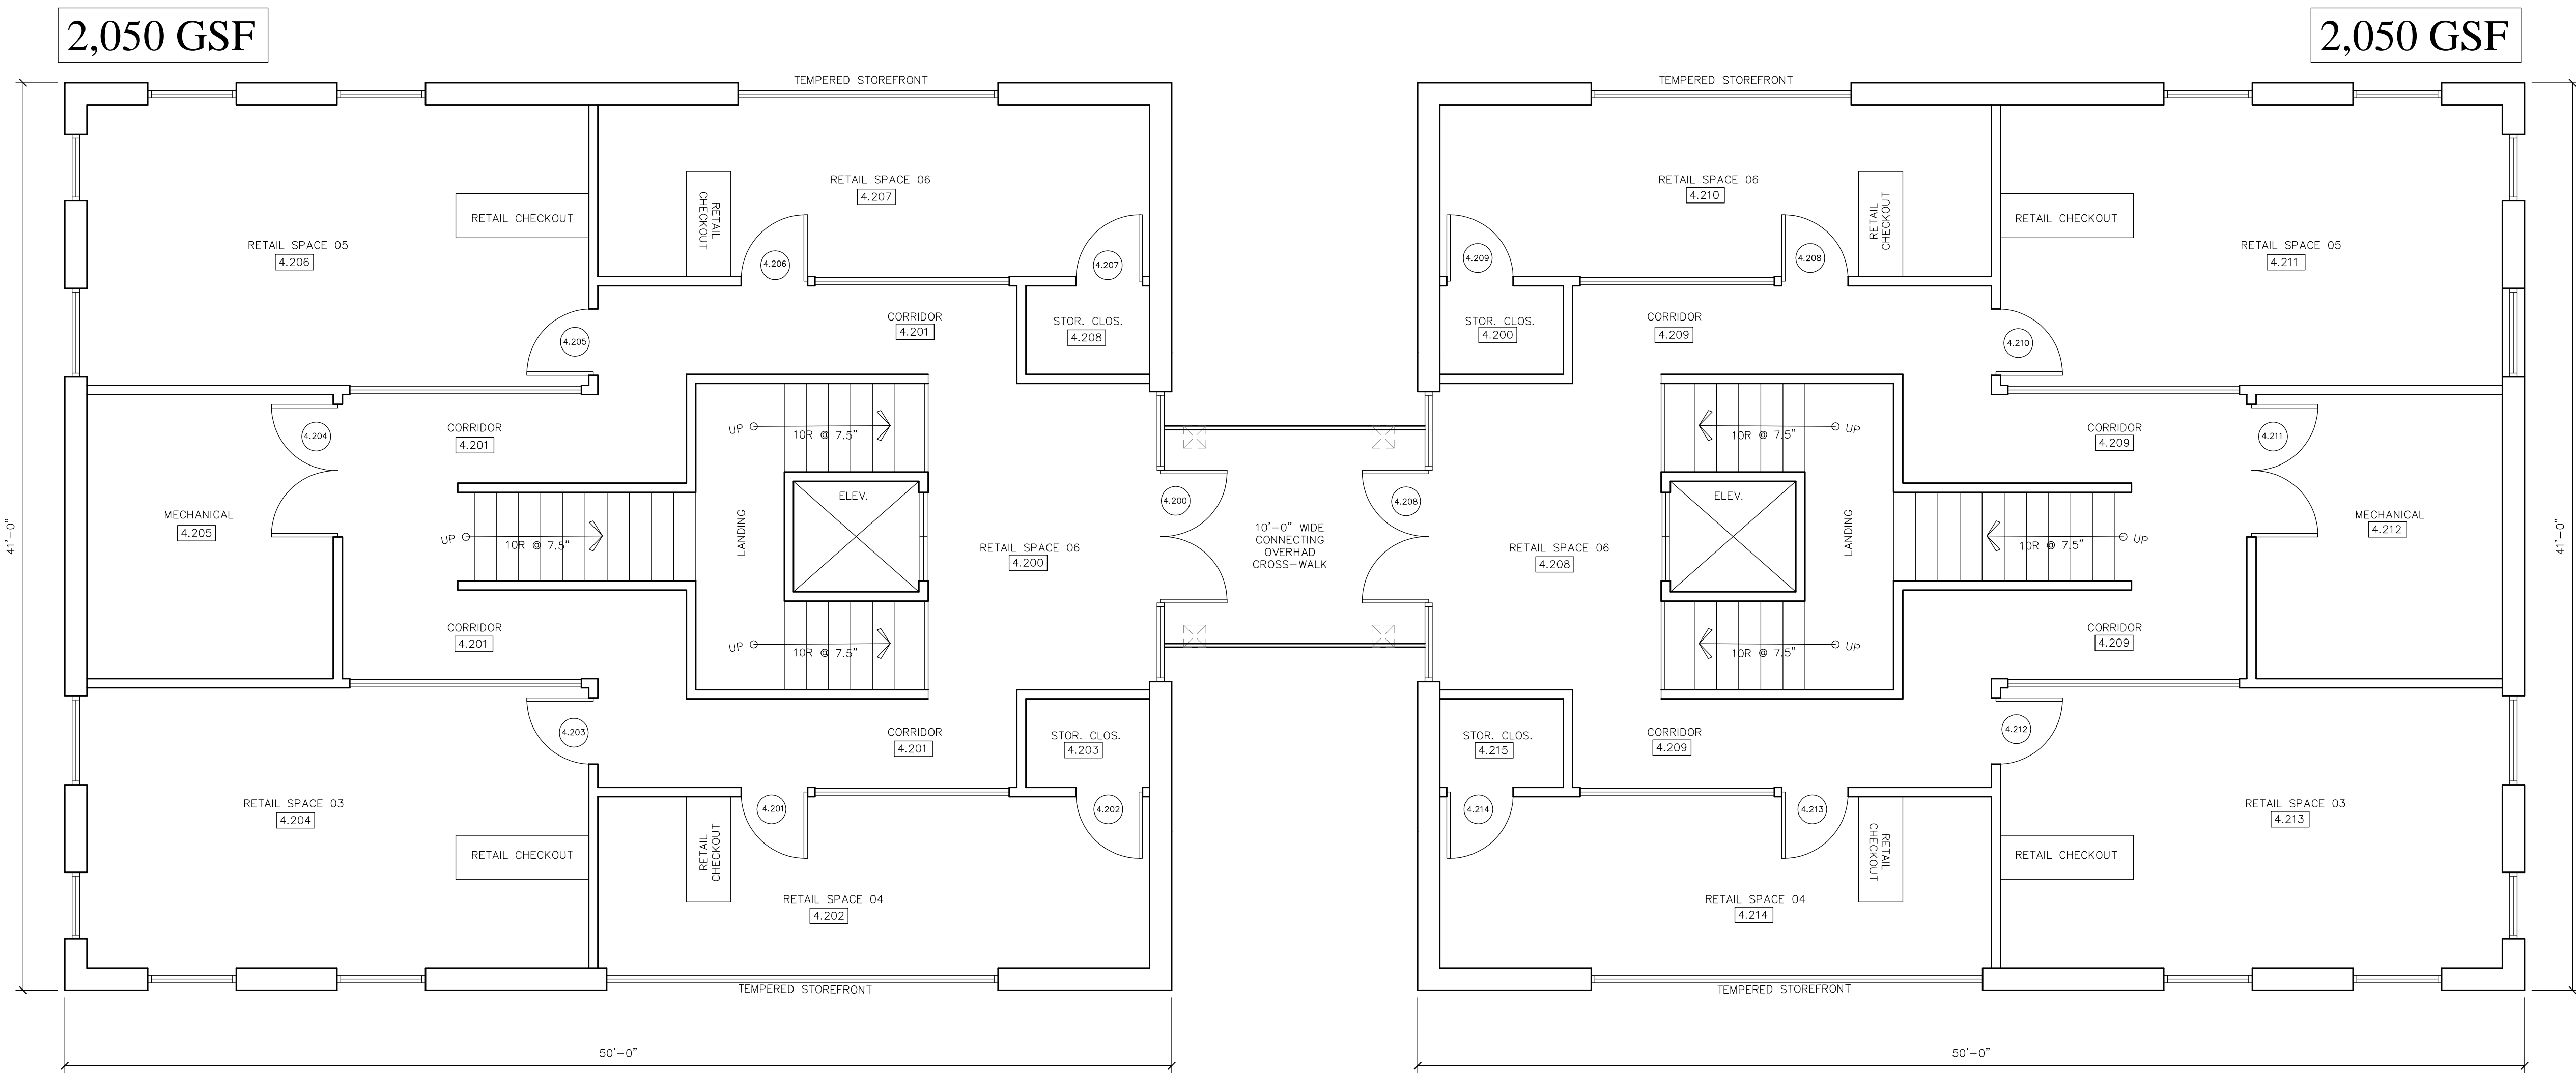 2,050 GSF
2,050 GSF
TEMPERED STOREFRONT
TEMPERED STOREFRONT
RETAIL SPACE 06
4.207
RETAIL SPACE 06
4.210
RETAIL CHECKOUT
RETAIL
CHECKOUT
RETAIL
CHECKOUT
RETAIL CHECKOUT
RETAIL SPACE 05
4.206
RETAIL SPACE 05
4.211
4.206
4.207
4.209
4.208
4.205
4.210
CORRIDOR
4.201
STOR. CLOS.
4.208
STOR. CLOS.
4.200
CORRIDOR
4.209
CORRIDOR
4.201
4.204
UP
10R @ 7.5"
10R @ 7.5"
UP
CORRIDOR
4.209
4.211
MECHANICAL
4.205
UP
10R @ 7.5"
LANDING
ELEV.
RETAIL SPACE 06
4.200
4.200
10'-0" WIDE
CONNECTING
OVERHAD
CROSS-WALK
4.208
RETAIL SPACE 06
4.208
ELEV.
LANDING
10R @ 7.5"
UP
MECHANICAL
4.212
41'-0"
41'-0"
CORRIDOR
4.201
UP
10R @ 7.5"
10R @ 7.5"
UP
CORRIDOR
4.209
4.203
CORRIDOR
4.201
STOR. CLOS.
4.203
STOR. CLOS.
4.215
CORRIDOR
4.209
4.212
RETAIL SPACE 03
4.204
4.201
4.202
4.214
4.213
RETAIL SPACE 03
4.213
RETAIL CHECKOUT
RETAIL
CHECKOUT
RETAIL
CHECKOUT
RETAIL CHECKOUT
RETAIL SPACE 04
4.202
RETAIL SPACE 04
4.214
TEMPERED STOREFRONT
TEMPERED STOREFRONT
50'-0"
50'-0"